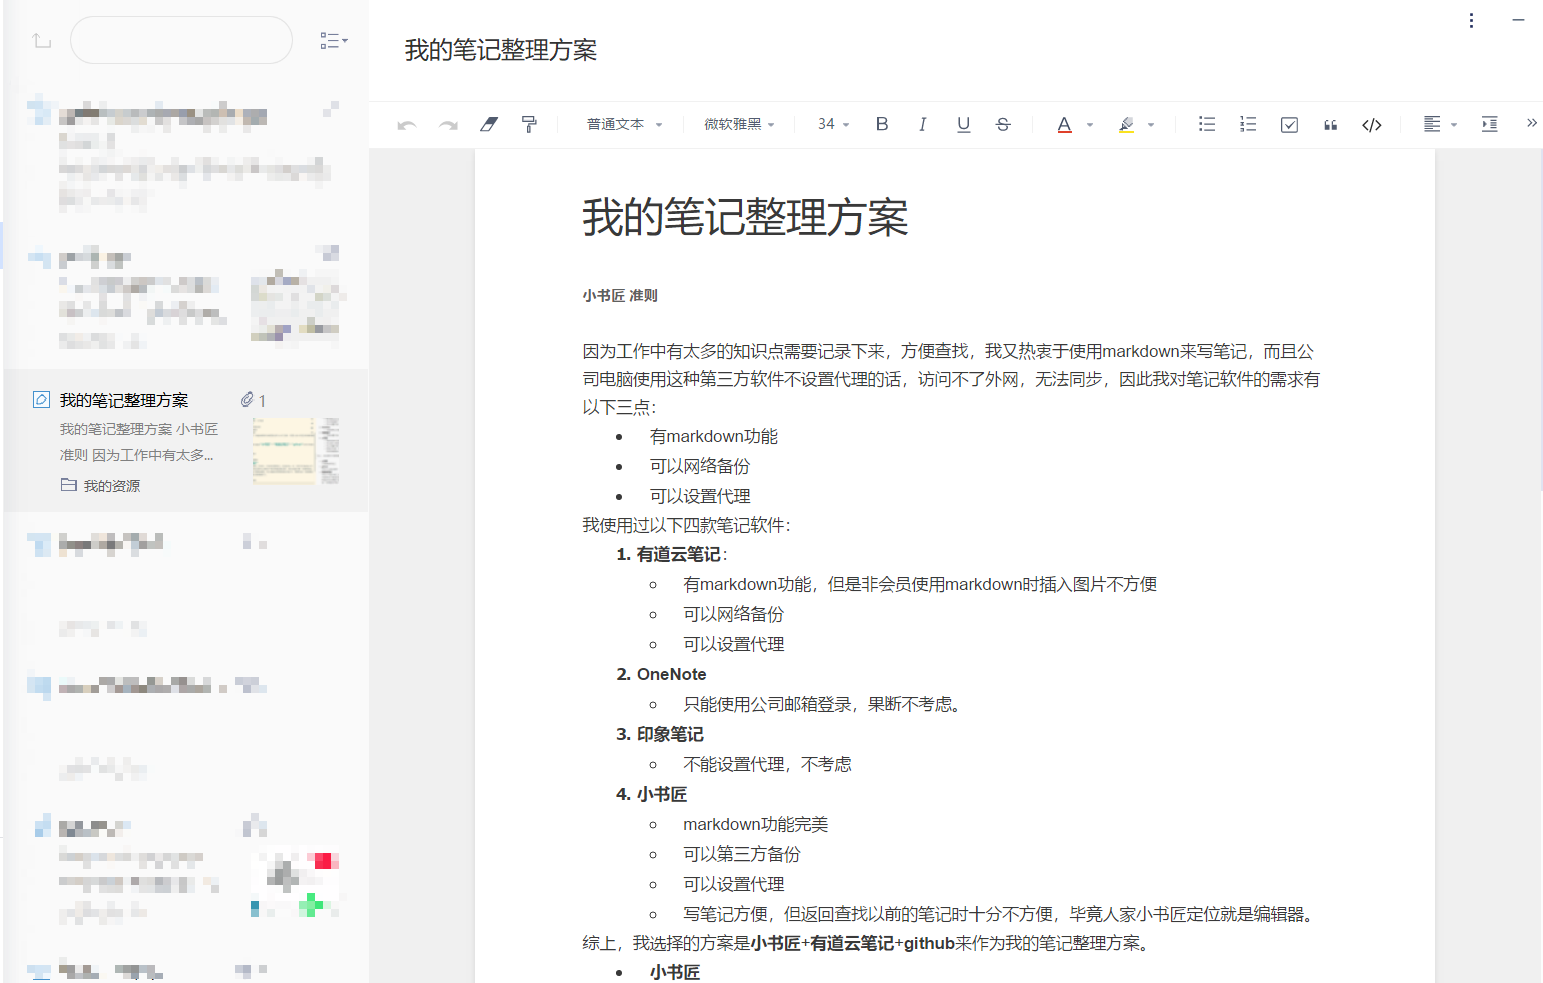 我的笔记整理方案
普通文本
微软雅黑
34
我的笔记整理方案
1
我的笔记整理方案 小书匠
准则 因为工作中有太多...
我的资源
我的笔记整理方案
小书匠 准则
因为工作中有太多的知识点需要记录下来，方便查找，我又热衷于使用markdown来写笔记，而且公
司电脑使用这种第三方软件不设置代理的话，访问不了外网，无法同步，因此我对笔记软件的需求有
以下三点：
• 有markdown功能
• 可以网络备份
• 可以设置代理
我使用过以下四款笔记软件：
1. 有道云笔记：
○ 有markdown功能，但是非会员使用markdown时插入图片不方便
○ 可以网络备份
○ 可以设置代理
2. OneNote
○ 只能使用公司邮箱登录，果断不考虑。
3. 印象笔记
○ 不能设置代理，不考虑
4. 小书匠
○ markdown功能完美
○ 可以第三方备份
○ 可以设置代理
○ 写笔记方便，但返回查找以前的笔记时十分不方便，毕竟人家小书匠定位就是编辑器。
综上，我选择的方案是小书匠+有道云笔记+github来作为我的笔记整理方案。
• 小书匠